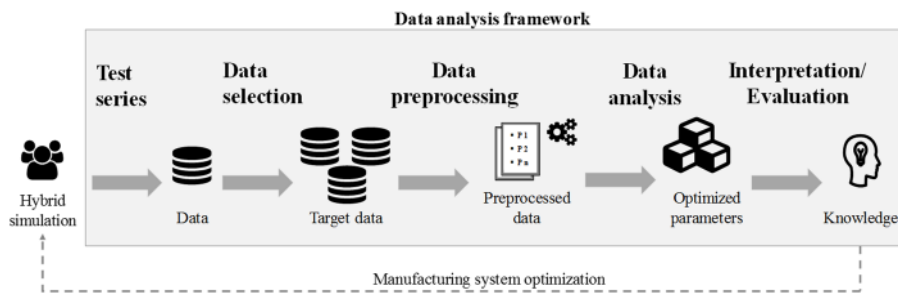 Data analysis framework
Test
series
Data
selection
Data
preprocessing
Data
analysis
Interpretation/
Evaluation
• P1
• P2
• Pn
Hybrid
simulation
Data
Target data
Preprocessed
data
Optimized
parameters
Knowledge
Manufacturing system optimization